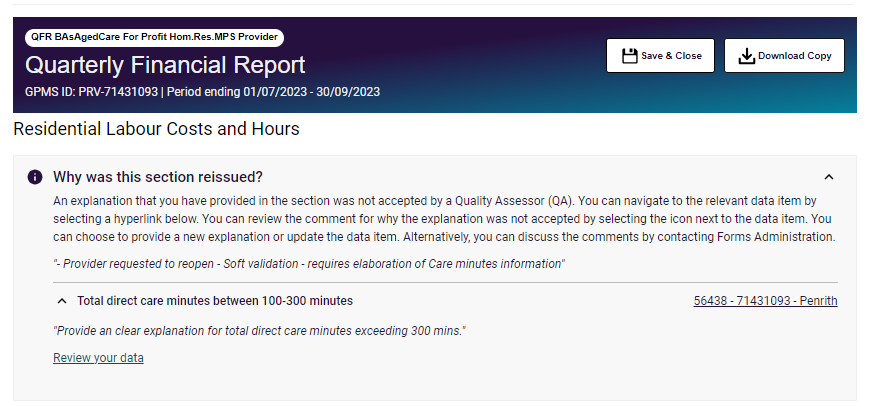 QFR BAsAgedCare For Profit Hom.Res.MPS Provider
Quarterly Financial Report
GPMS ID: PRV-71431093 | Period ending 01/07/2023 - 30/09/2023
Save & Close
Download Copy
Residential Labour Costs and Hours
Why was this section reissued?
An explanation that you have provided in the section was not accepted by a Quality Assessor (QA). You can navigate to the relevant data item by
selecting a hyperlink below. You can review the comment for why the explanation was not accepted by selecting the icon next to the data item. You
can choose to provide a new explanation or update the data item. Alternatively, you can discuss the comments by contacting Forms Administration.
"- Provider requested to reopen - Soft validation - requires elaboration of Care minutes information"
Total direct care minutes between 100-300 minutes
56438 - 71431093 - Penrith
"Provide an clear explanation for total direct care minutes exceeding 300 mins."
Review your data